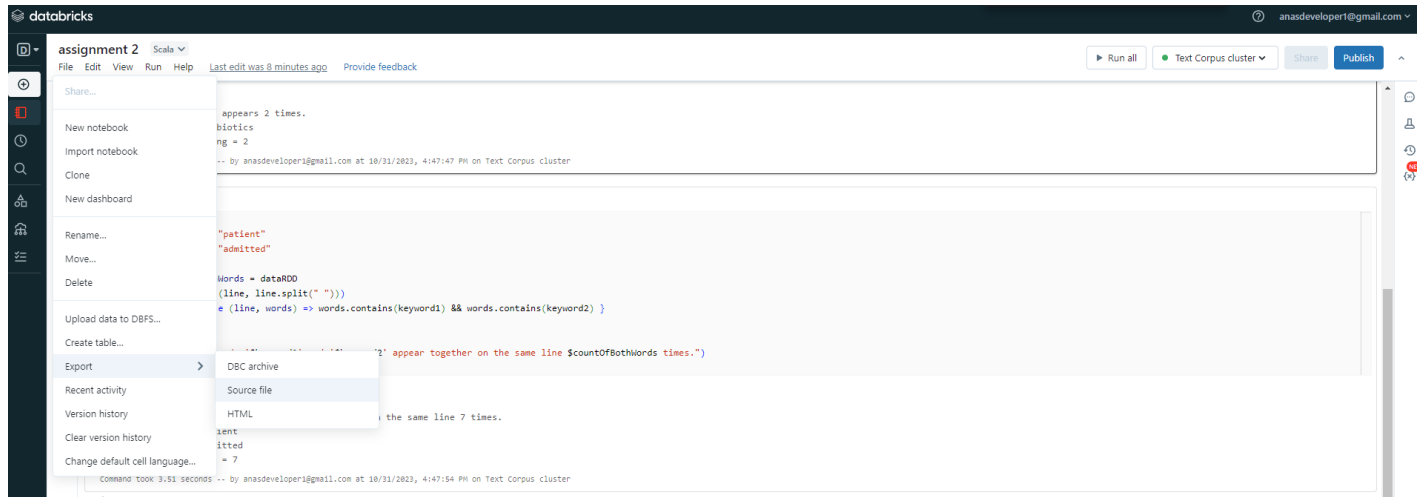 databricks
anasdeveloper1@gmail.com
D
assignment 2 Scala
File Edit View Run Help Last edit was 8 minutes ago Provide feedback
Run all
Text Corpus cluster
Share
Publish
Share...
New notebook
Import notebook
Clone
New dashboard
Rename...
Move...
Delete
Upload data to DBFS...
Create table...
Export
Recent activity
Version history
Clear version history
Change default cell language...
DBC archive
Source file
HTML
appears 2 times.
biotics
ng = 2
-- by anasdeveloper1@gmail.com at 10/31/2023, 4:47:47 PM on Text Corpus cluster
"patient"
"admitted"
Words = dataRDD
(line, line.split(" ")))
e (line, words) => words.contains(keyword1) && words.contains(keyword2) }
2' appear together on the same line $countOfBothWords times.")
the same line 7 times.
ient
itted
= 7
Command took 3.51 seconds -- by anasdeveloper1@gmail.com at 10/31/2023, 4:47:54 PM on Text Corpus cluster
NE
{x}